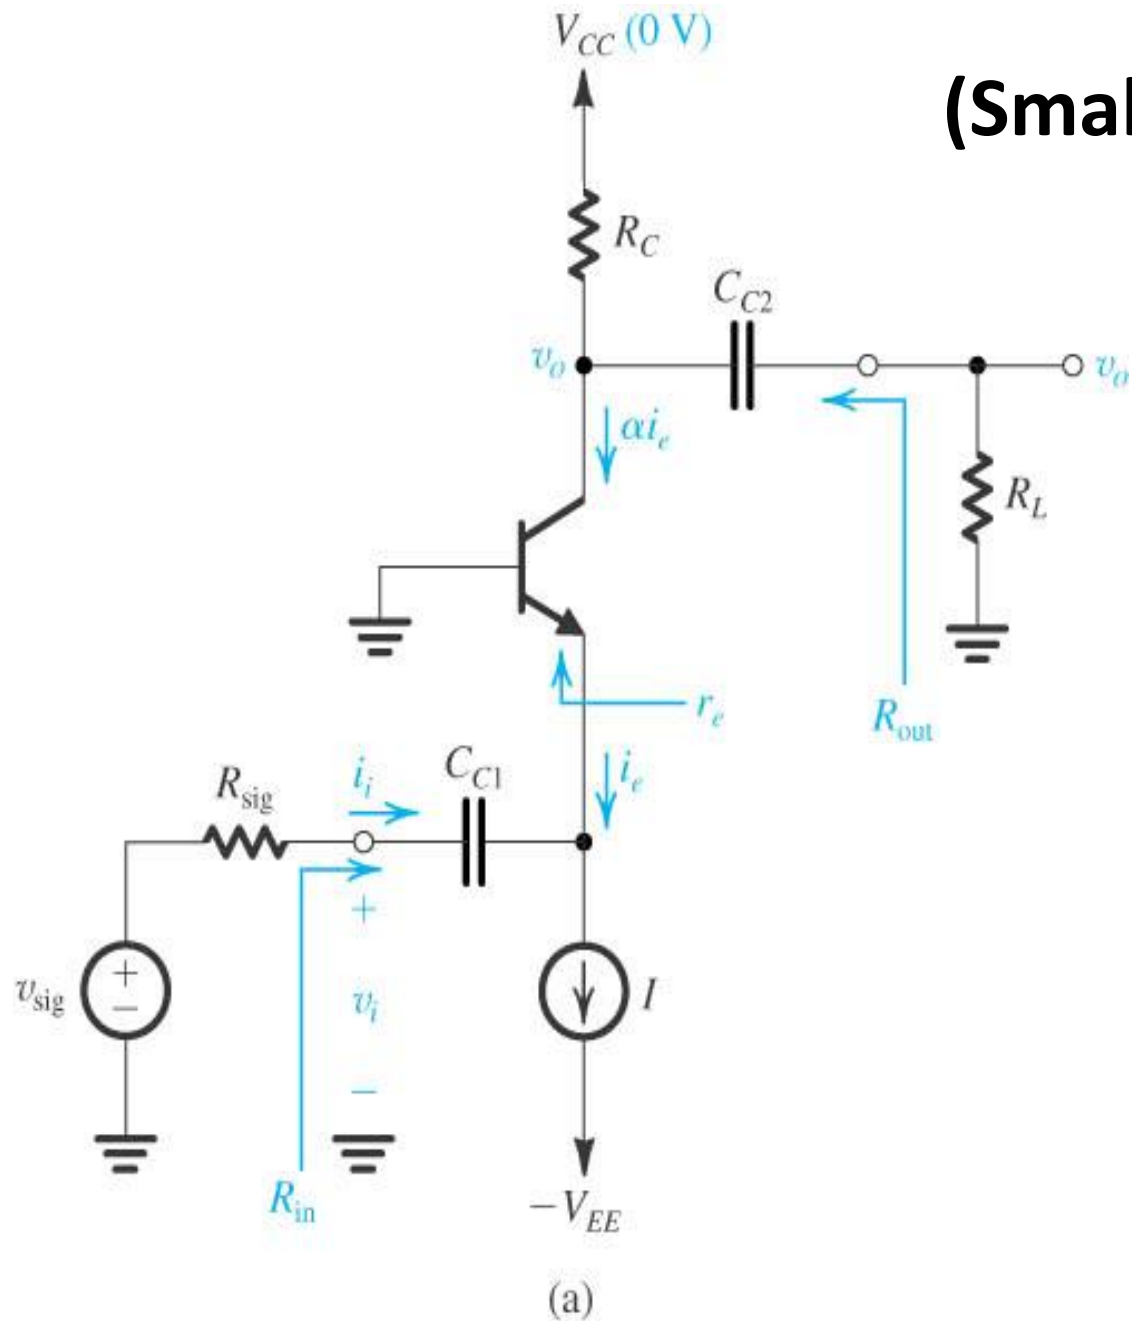 V_CC (0 V)
(Smal
R_C
C_C2
v_o
v_o
αi_e
R_L
r_e
R_out
R_sig
i_i
C_C1
i_e
+
+
−
v_sig
v_i
I
−
R_in
−V_EE
(a)